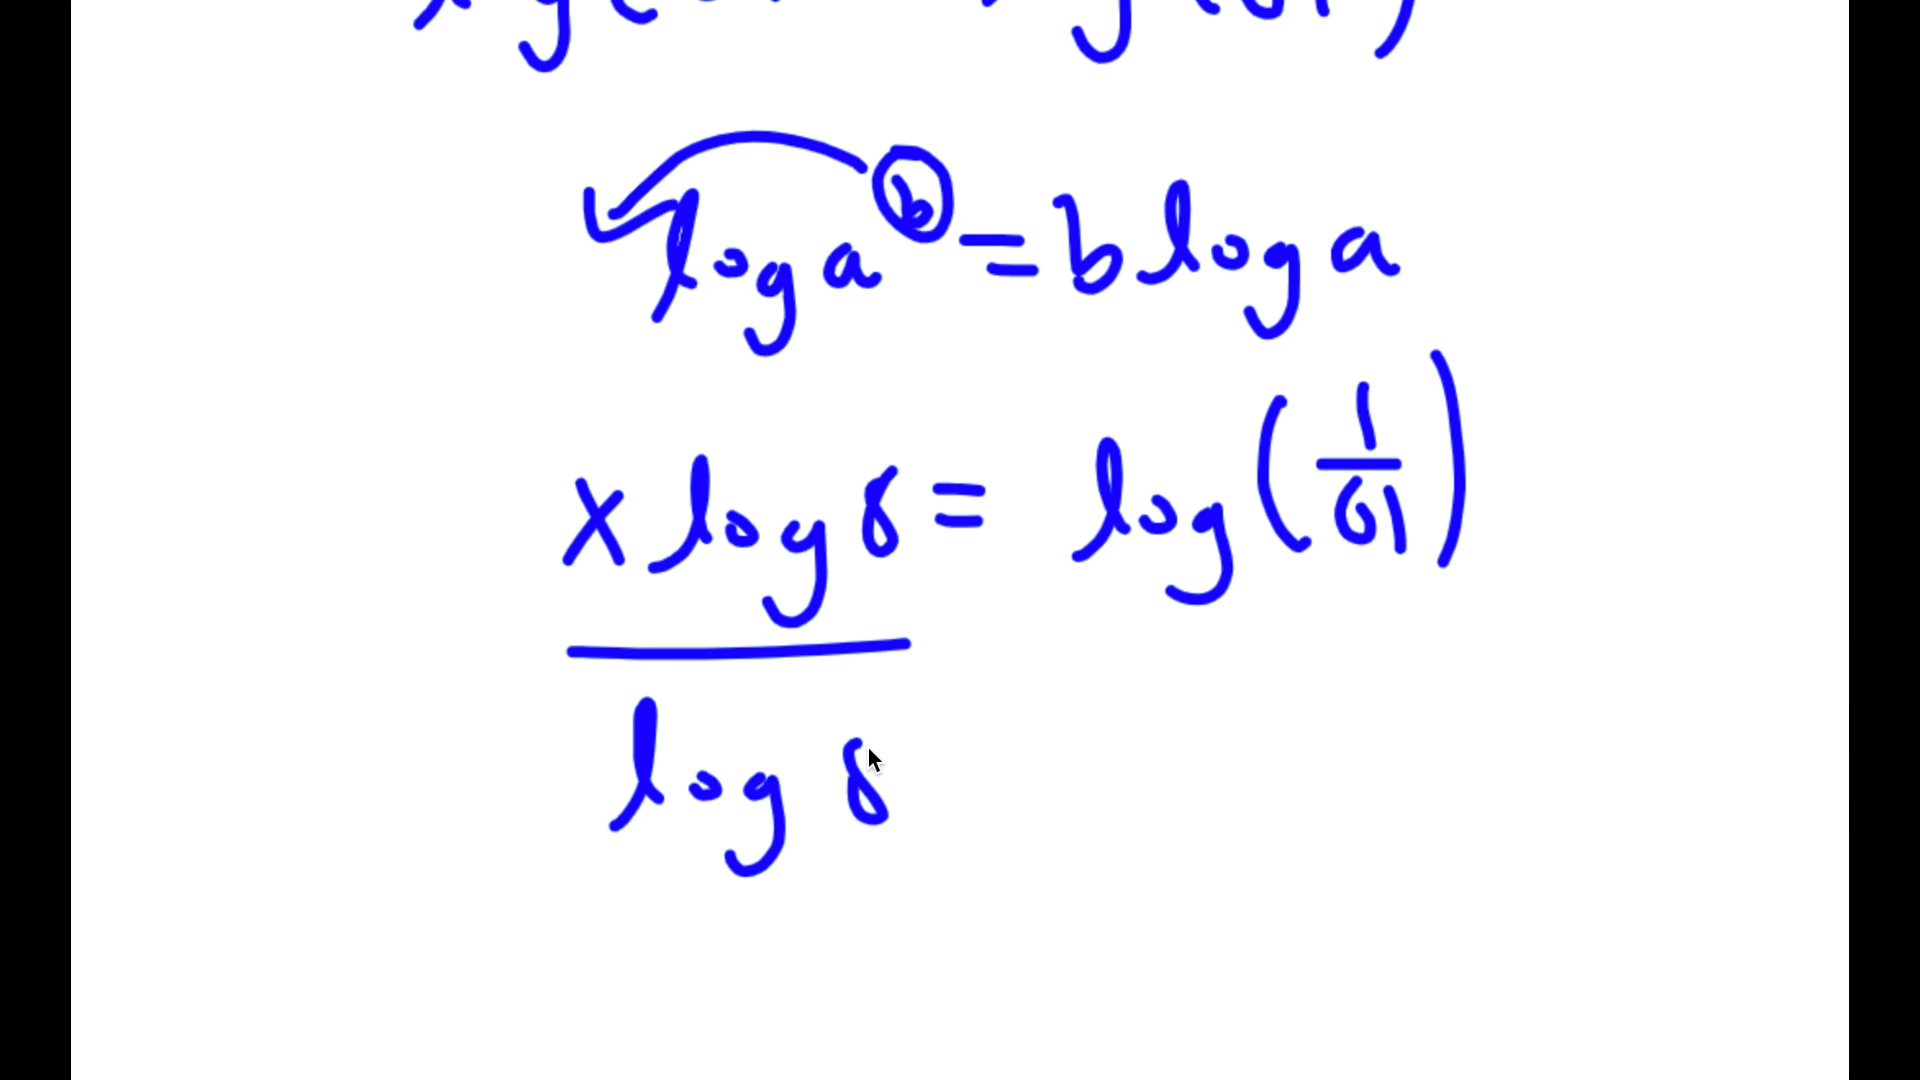 log a^b = b log a
x log 8 = log(1/61)
log 8